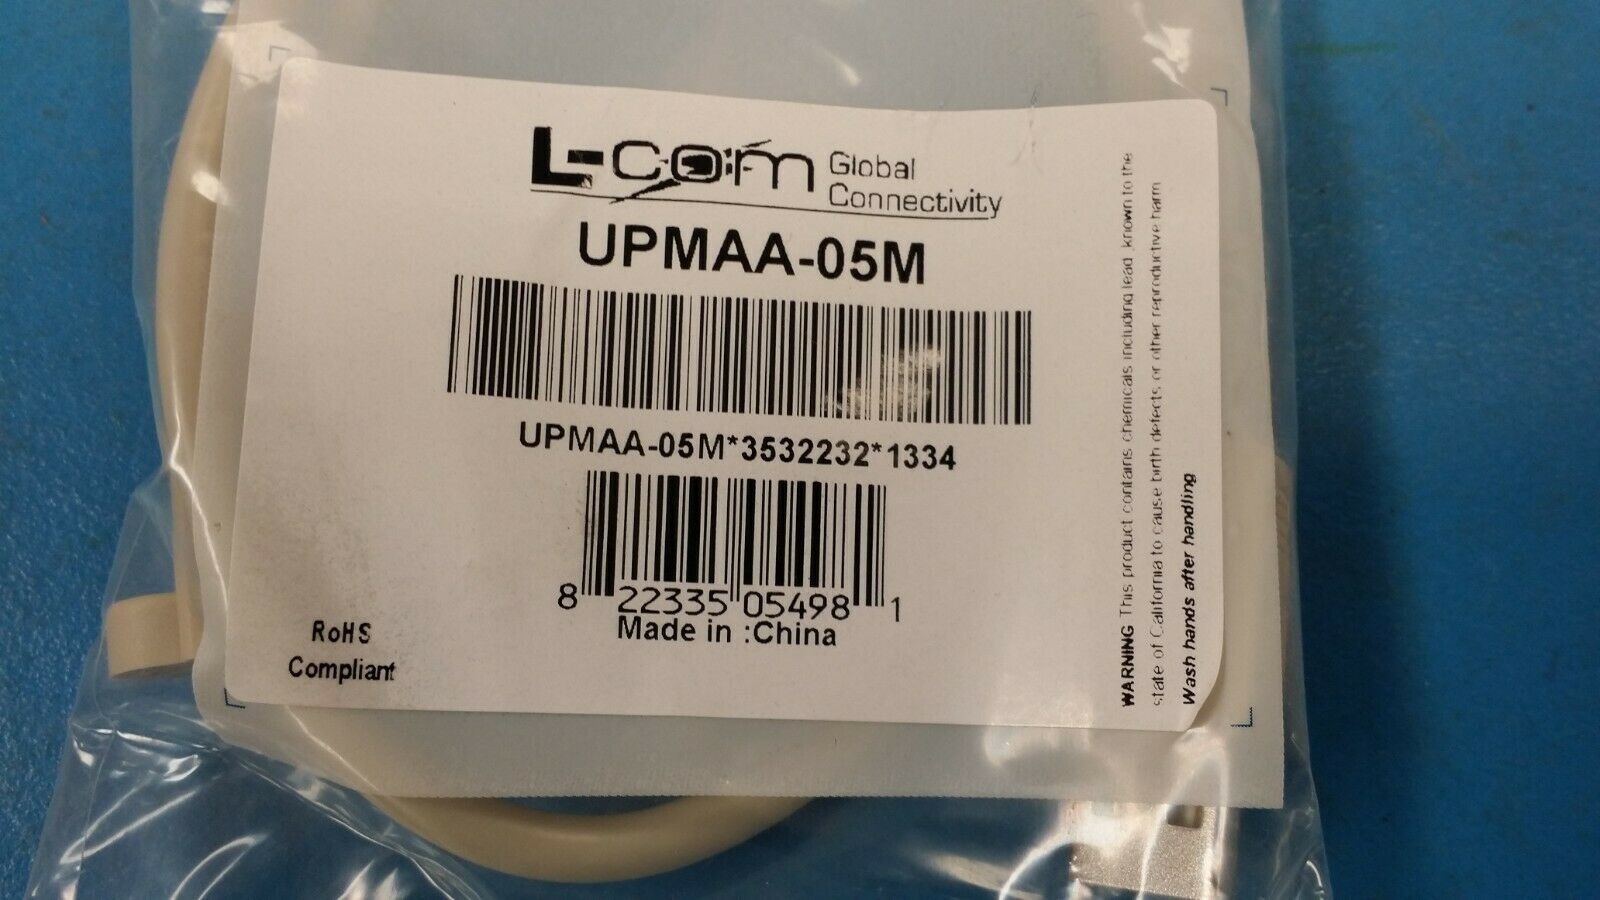 L-com Global
Connectivity
UPMAA-05M
UPMAA-05M*3532232*1334
8 22335 05498 1
Made in :China
RoHS
Compliant
WARNING This product contains chemicals including lead, known to the
state of California to cause birth defects or other reproductive harm
Wash hands after handling